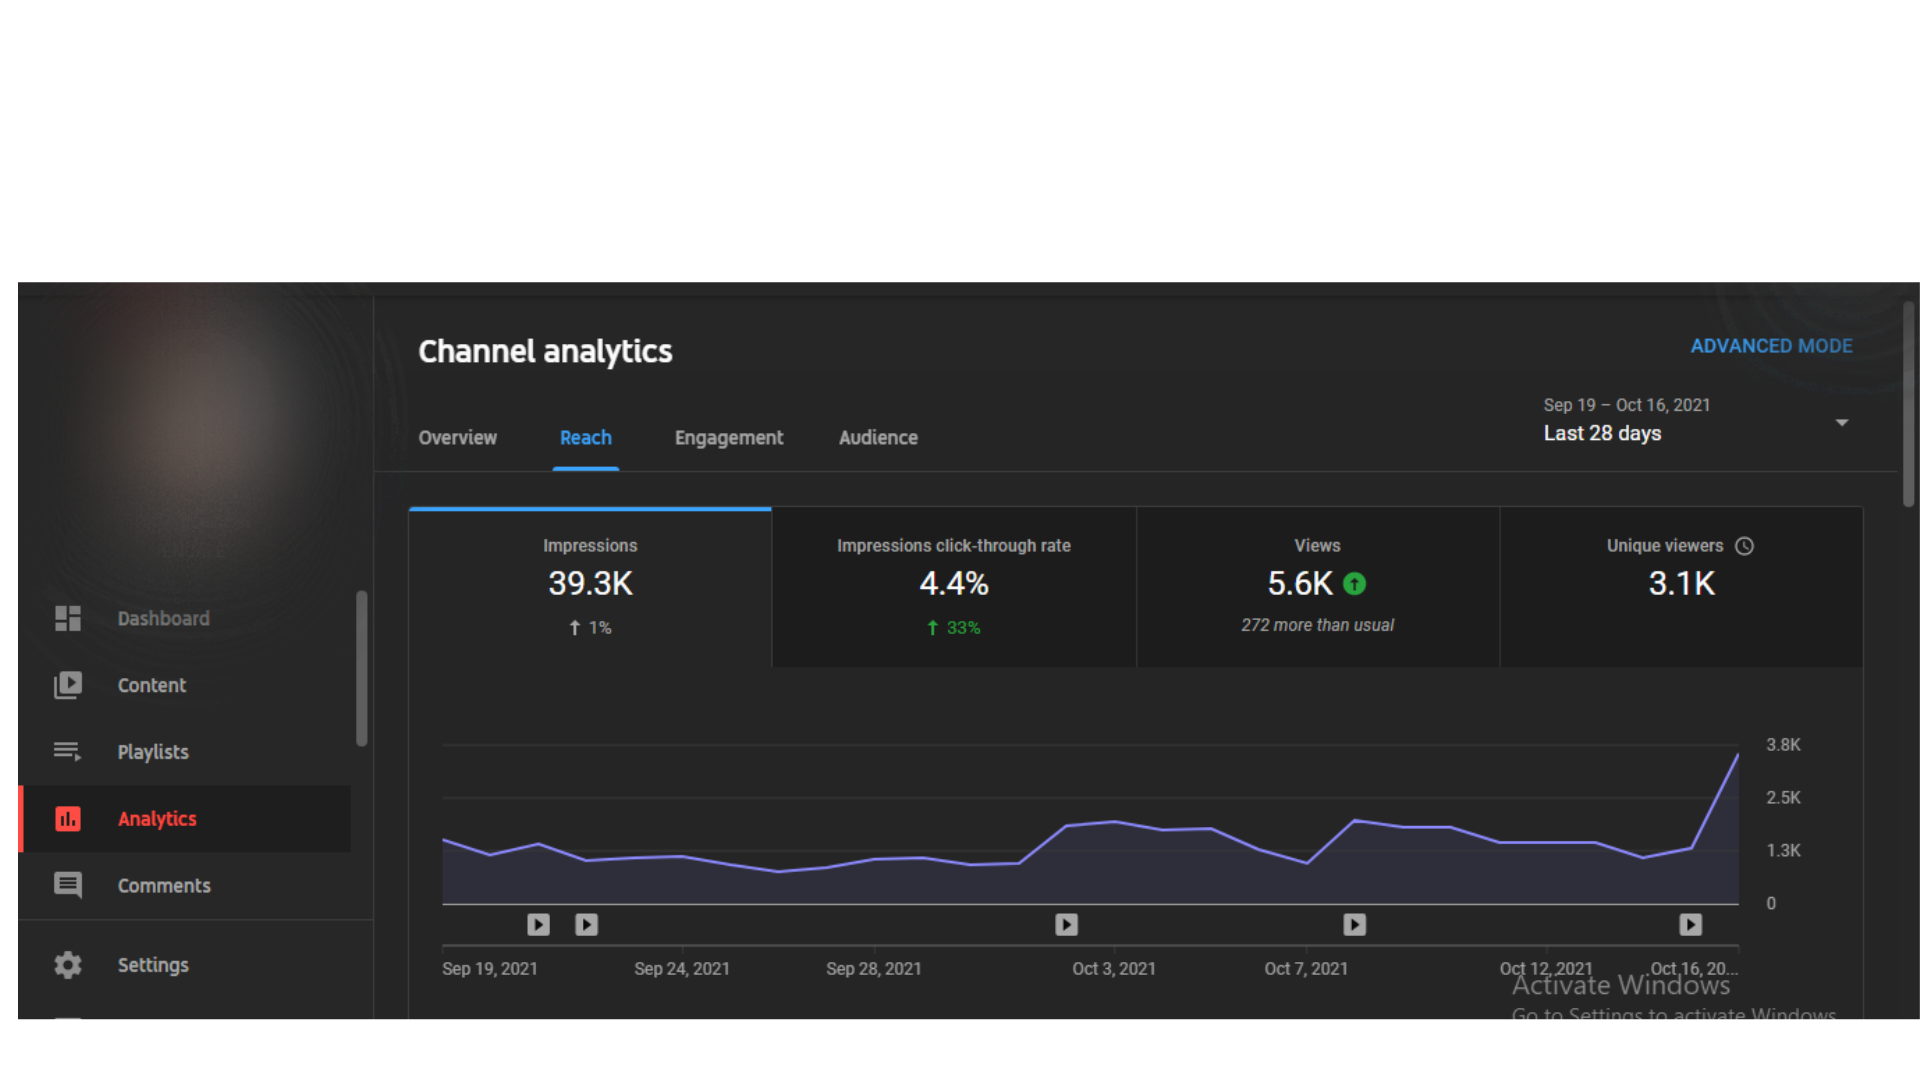 Channel analytics
ADVANCED MODE
Sep 19 – Oct 16, 2021
Last 28 days
Overview
Reach
Engagement
Audience
Impressions
39.3K
1%
Impressions click-through rate
4.4%
33%
Views
5.6K
272 more than usual
Unique viewers
3.1K
Dashboard
Content
Playlists
Analytics
Comments
Settings
3.8K
2.5K
1.3K
0
Sep 19, 2021
Sep 24, 2021
Sep 28, 2021
Oct 3, 2021
Oct 7, 2021
Oct 12, 2021
Oct 16, 20...
Activate Windows
Go to Settings to activate Windows